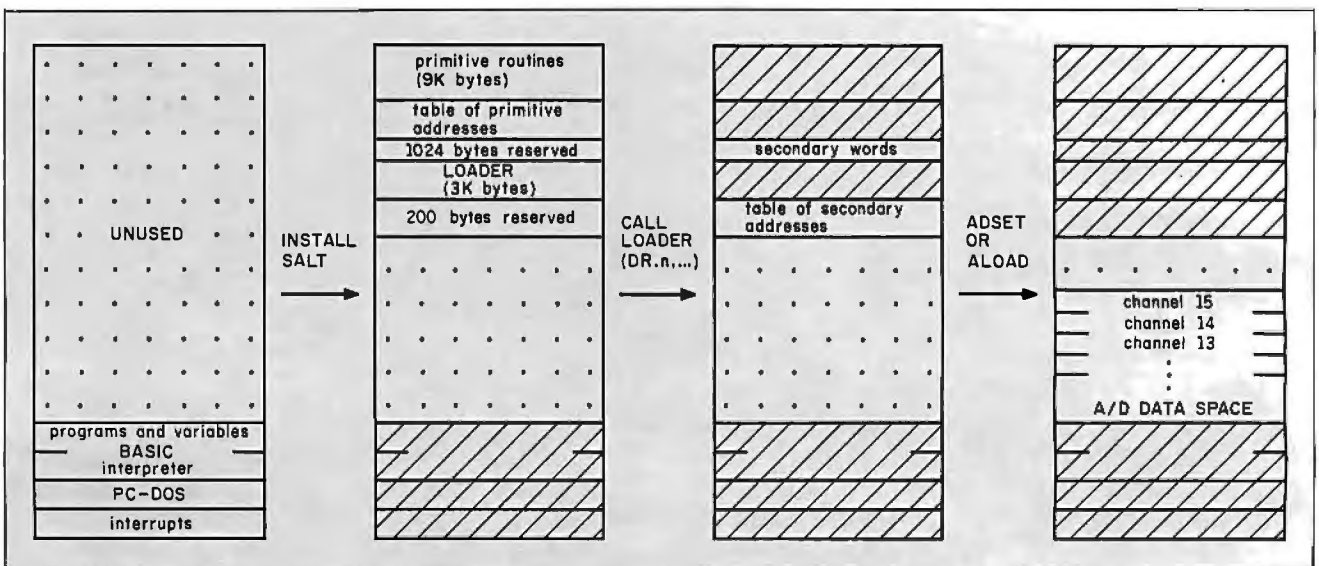 UNUSED
programs and variables
BASIC
interpreter
PC-DOS
interrupts
INSTALL
SALT
primitive routines
(9K bytes)
table of primitive
addresses
1024 bytes reserved
LOADER
(3K bytes)
200 bytes reserved
CALL
LOADER
(DR.n,...)
secondary words
table of secondary
addresses
ADSET
OR
ALOAD
channel 15
channel 14
channel 13
A/D DATA SPACE